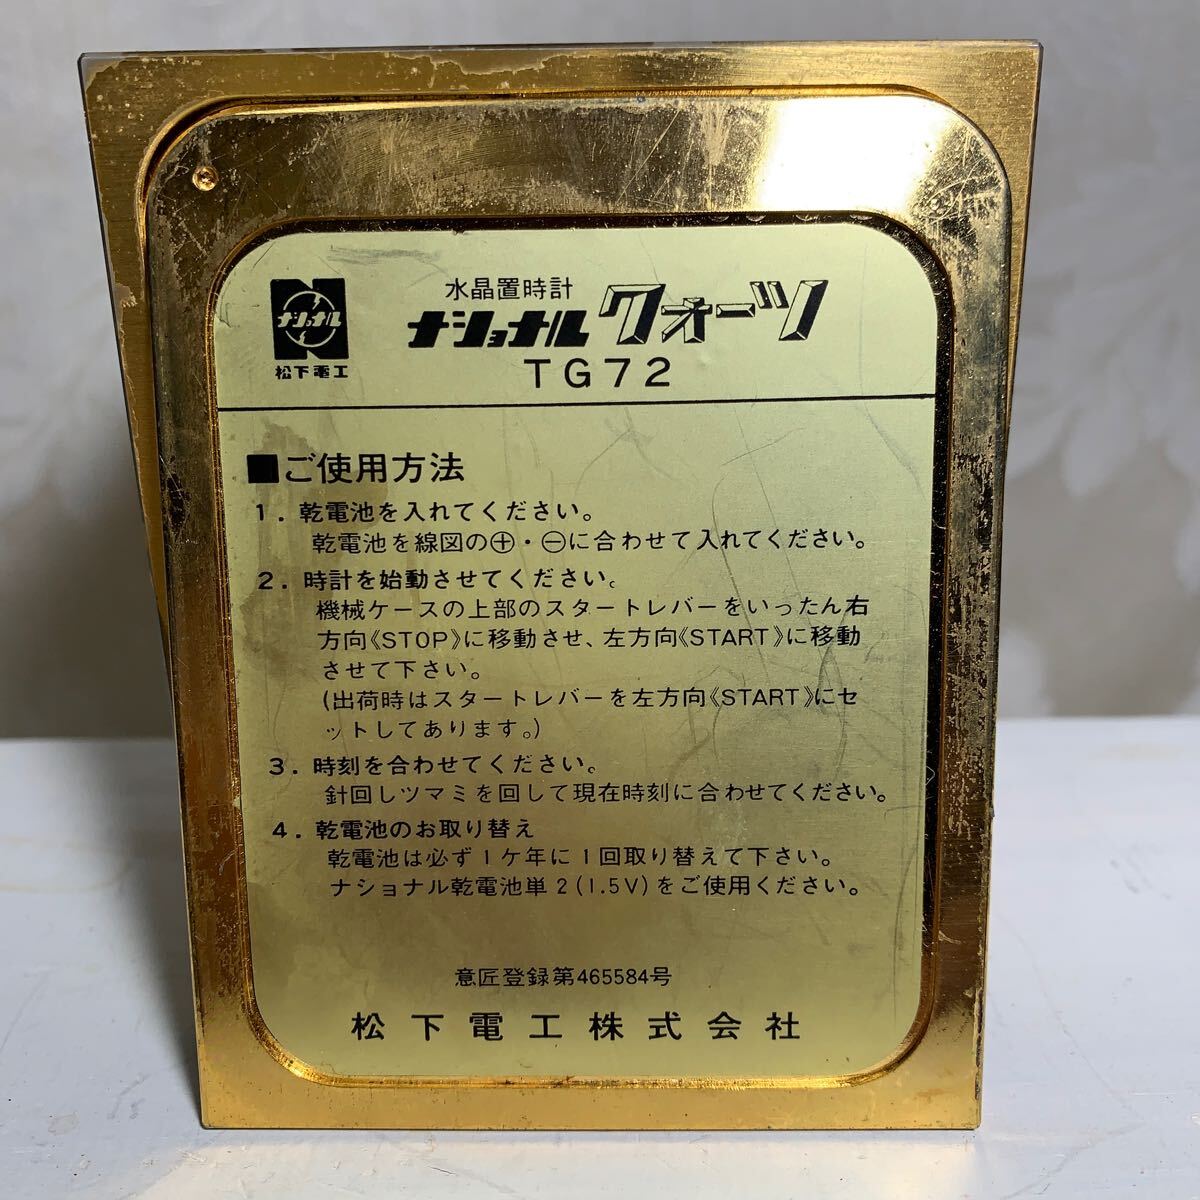 ナショナル
松下電工
水晶置時計
ナショナルクォーツ
TG72
■ご使用方法
1. 乾電池を入れてください。
乾電池を線図の⊕・⊖に合わせて入れてください。
2. 時計を始動させてください。
機械ケースの上部のスタートレバーをいったん右
方向《STOP》に移動させ、左方向《START》に移動
させて下さい。
(出荷時はスタートレバーを左方向《START》にセ
ットしてあります。)
3. 時刻を合わせてください。
針回しツマミを回して現在時刻に合わせてください。
4. 乾電池のお取り替え
乾電池は必ず1ケ年に1回取り替えて下さい。
ナショナル乾電池単2(1.5V)をご使用ください。
意匠登録第465584号
松下電工株式会社